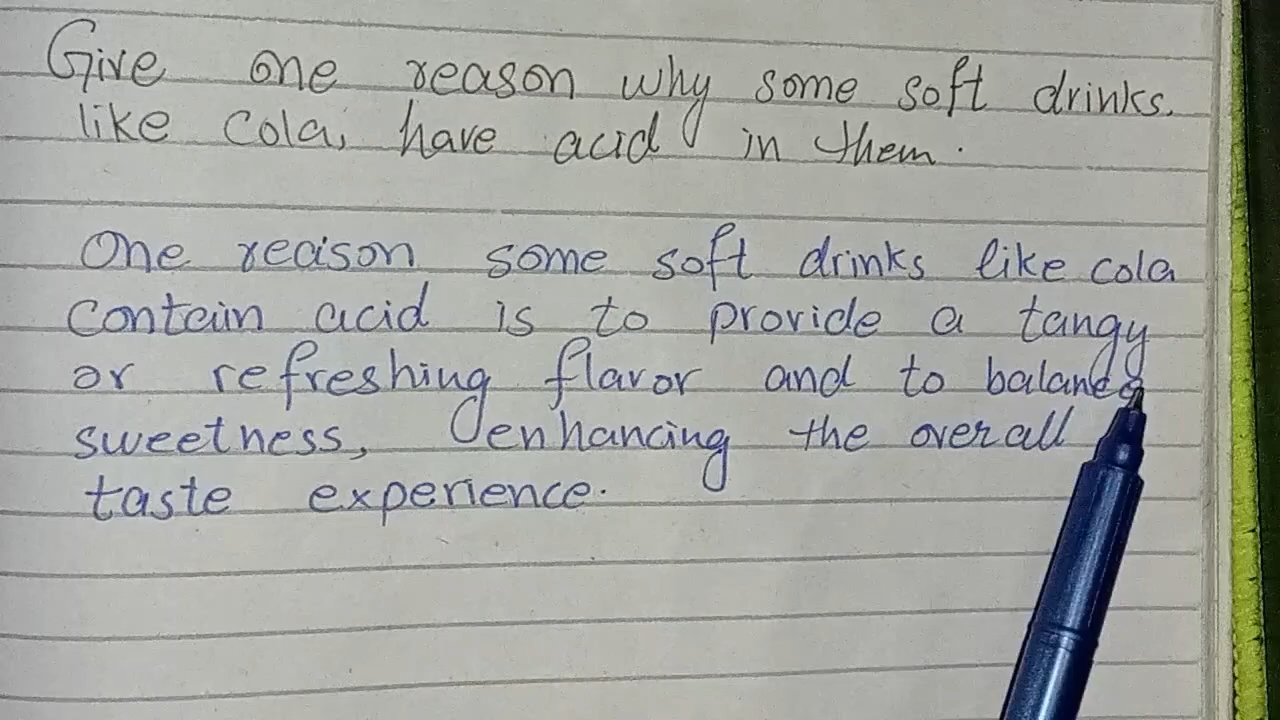 Give one reason why some soft drinks,
like Cola, have acid in them.
One reason some soft drinks like cola
Contain acid is to provide a tangy
or refreshing flavor and to balance
sweetness, enhancing the overall
taste experience.